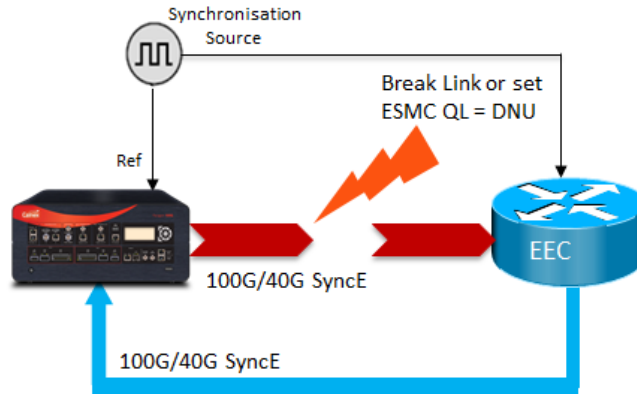 Synchronisation
Source
Break Link or set
ESMC QL = DNU
Ref
EEC
100G/40G SyncE
100G/40G SyncE